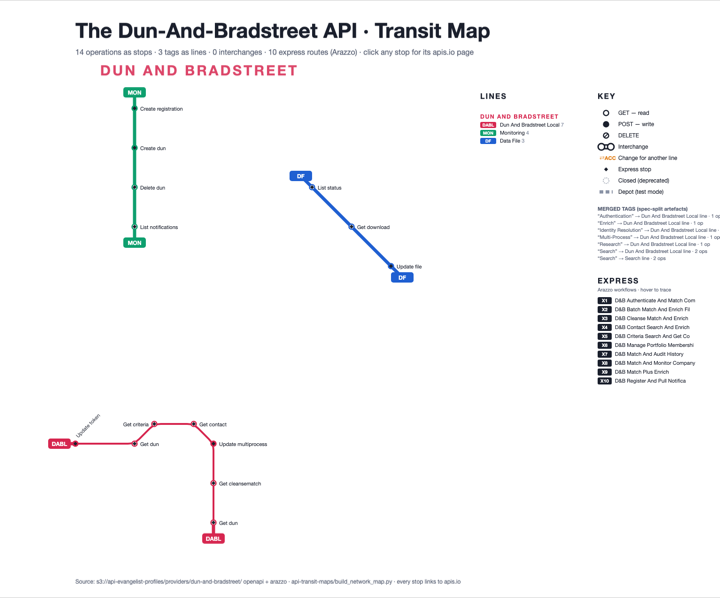 The Dun-And-Bradstreet API · Transit Map
14 operations as stops · 3 tags as lines · 0 interchanges · 10 express routes (Arazzo) · click any stop for its apis.io page
DUN AND BRADSTREET
MON
Create registration
Create dun
Delete dun
List notifications
MON
DF
List status
Get download
Update file
DF
DABL
Update token
Get dun
Get criteria
Get contact
Update multiprocess
Get cleansematch
Get dun
DABL
LINES
DUN AND BRADSTREET
DABL Dun And Bradstreet Local 7
MON Monitoring 4
DF Data File 3
KEY
GET — read
POST — write
DELETE
Interchange
Change for another line
Express stop
Closed (deprecated)
Depot (test mode)
MERGED TAGS (spec-split artefacts)
"Authentication" → Dun And Bradstreet Local line · 1 op
"Enrich" → Dun And Bradstreet Local line · 1 op
"Identity Resolution" → Dun And Bradstreet Local line ·
"Multi-Process" → Dun And Bradstreet Local line · 1 op
"Research" → Dun And Bradstreet Local line · 1 op
"Search" → Dun And Bradstreet Local line · 2 ops
"Search" → Search line · 2 ops
EXPRESS
Arazzo workflows · hover to trace
X1 D&B Authenticate And Match Com
X2 D&B Batch Match And Enrich Fil
X3 D&B Cleanse Match And Enrich
X4 D&B Contact Search And Enrich
X5 D&B Criteria Search And Get Co
X6 D&B Manage Portfolio Membershi
X7 D&B Match And Audit History
X8 D&B Match And Monitor Company
X9 D&B Match Plus Enrich
X10 D&B Register And Pull Notifica
Source: s3://api-evangelist-profiles/providers/dun-and-bradstreet/ openapi + arazzo · api-transit-maps/build_network_map.py · every stop links to apis.io